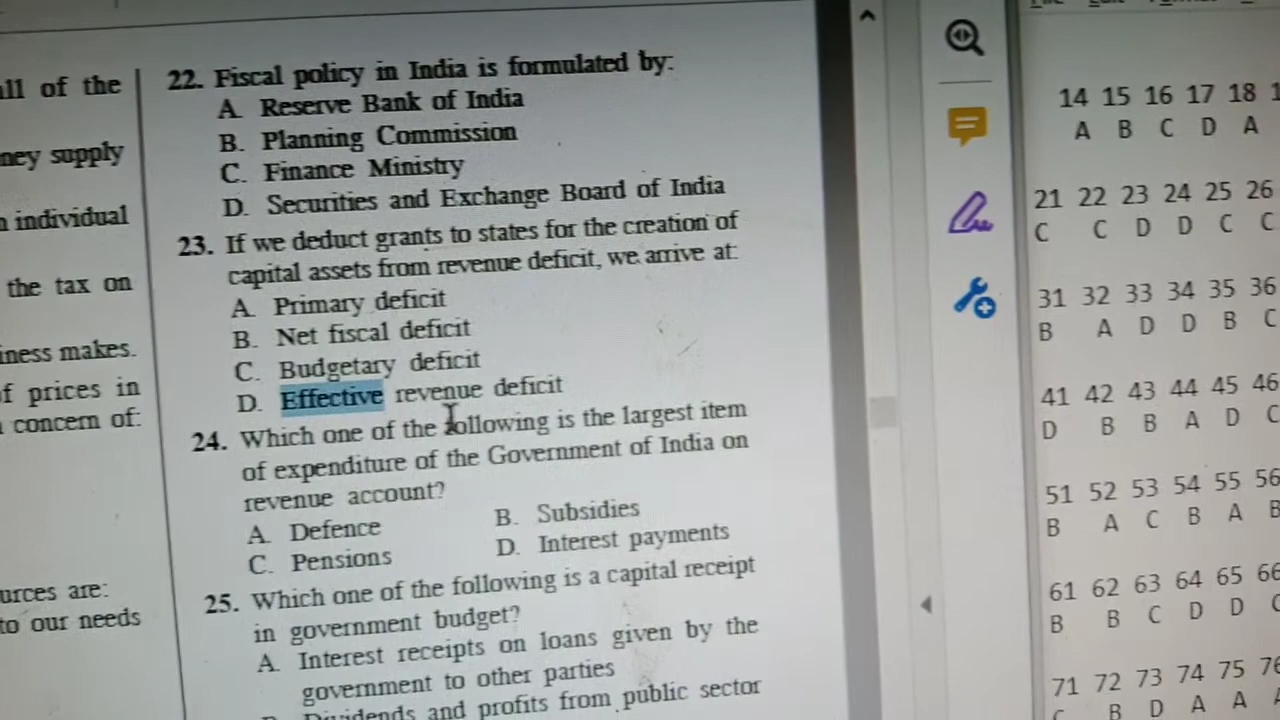 all of the
ney supply
individual
the tax on
iness makes.
of prices in
concern of:
urces are:
to our needs
22. Fiscal policy in India is formulated by:
A. Reserve Bank of India
B. Planning Commission
C. Finance Ministry
D. Securities and Exchange Board of India
23. If we deduct grants to states for the creation of
capital assets from revenue deficit, we arrive at:
A. Primary deficit
B. Net fiscal deficit
C. Budgetary deficit
D. Effective revenue deficit
24. Which one of the following is the largest item
of expenditure of the Government of India on
revenue account?
A. Defence B. Subsidies
C. Pensions D. Interest payments
25. Which one of the following is a capital receipt
in government budget?
A. Interest receipts on loans given by the
government to other parties
Dividends and profits from public sector
14 15 16 17 18
A B C D A
21 22 23 24 25 26
C C D D C C
31 32 33 34 35 36
B A D D B C
41 42 43 44 45 46
D B B A D C
51 52 53 54 55 56
B A C B A B
61 62 63 64 65 66
B B C D D C
71 72 73 74 75 76
C B D A A